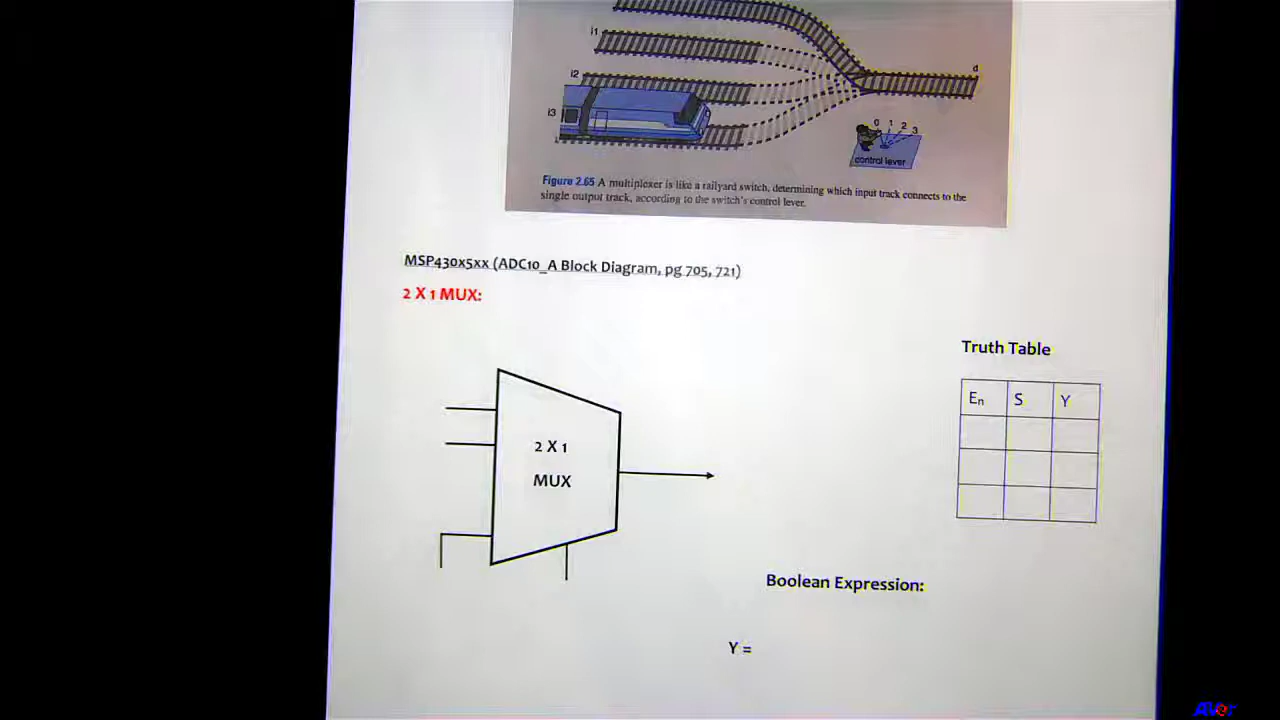 i1
i2
d
i3
0 1 2 3
control lever
Figure 2.65 A multiplexer is like a railyard switch, determining which input track connects to the
single output track, according to the switch's control lever.
MSP430x5xx (ADC10_A Block Diagram, pg 705, 721)
2 X 1 MUX:
Truth Table
En S Y
2 X 1
MUX
Boolean Expression:
Y =
AVer